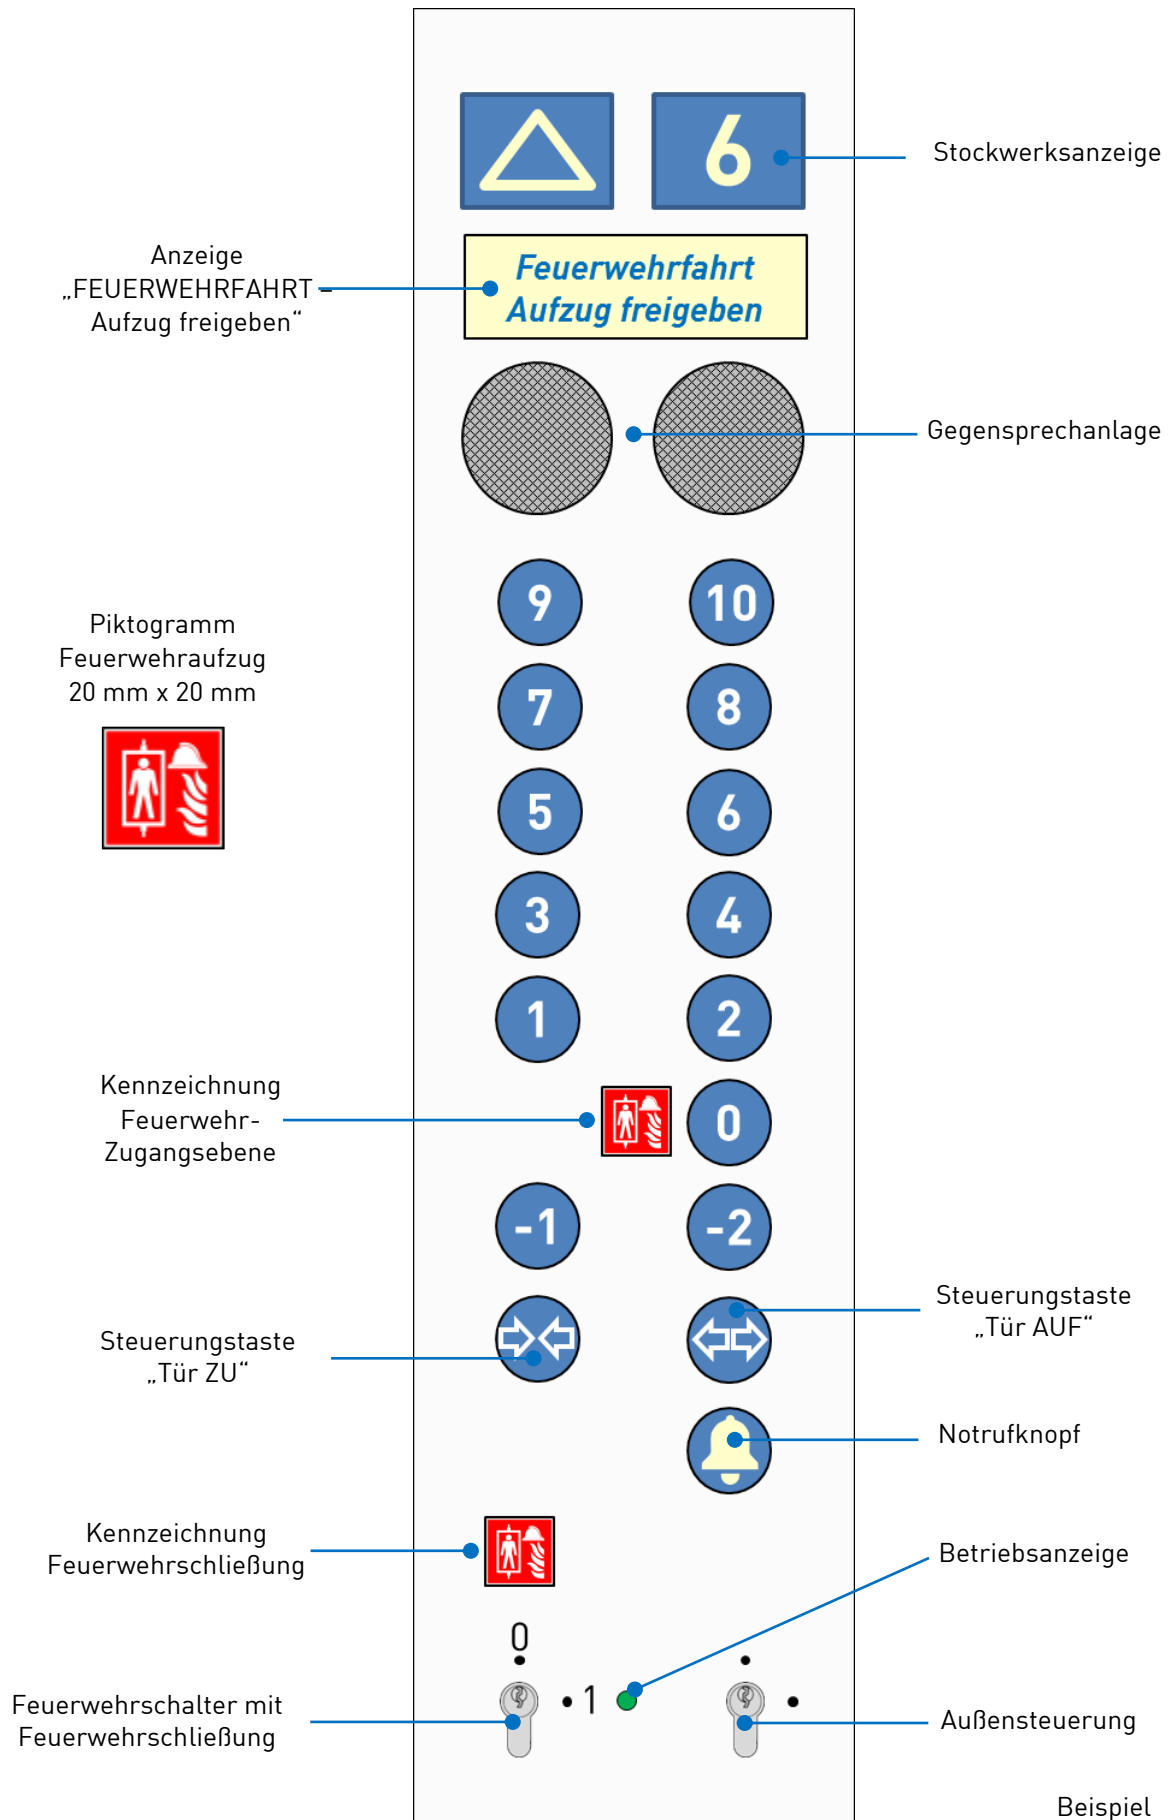 6
Stockwerksanzeige
Anzeige
„FEUERWEHRFAHRT –
Aufzug freigeben“
Feuerwehrfahrt
Aufzug freigeben
Gegensprechanlage
9
10
Piktogramm
Feuerwehraufzug
20 mm x 20 mm
7
8
5
6
3
4
1
2
Kennzeichnung
Feuerwehr-
Zugangsebene
0
-1
-2
Steuerungstaste
„Tür AUF“
Steuerungstaste
„Tür ZU“
Notrufknopf
Kennzeichnung
Feuerwehrschließung
Betriebsanzeige
0
1
Feuerwehrschalter mit
Feuerwehrschließung
Außensteuerung
Beispiel